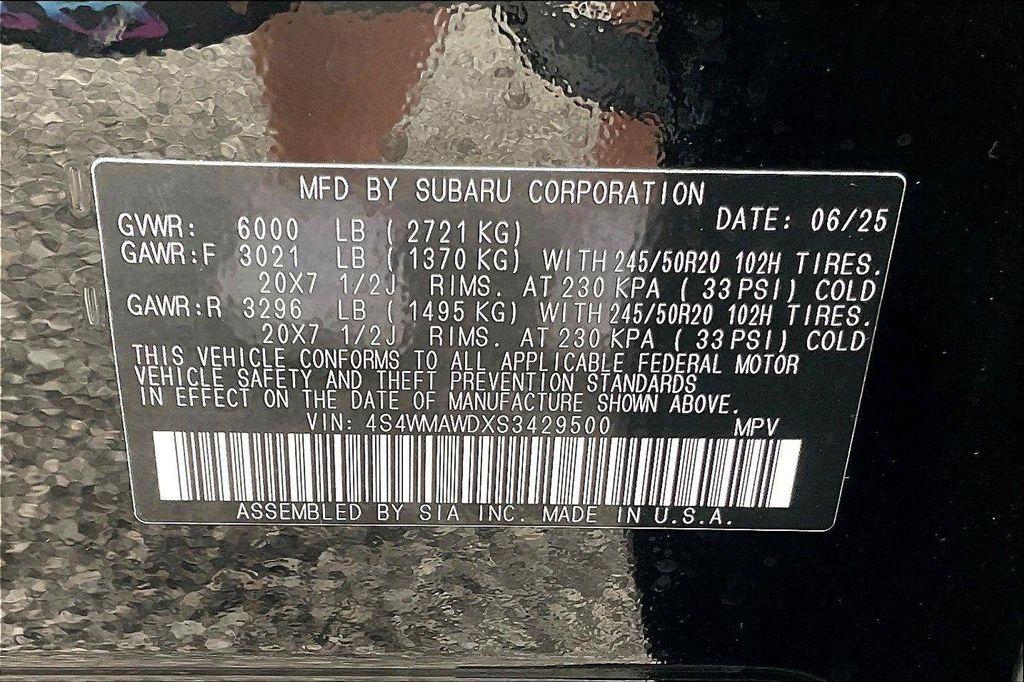 MFD BY SUBARU CORPORATION
DATE: 06/25
GVWR: 6000 LB ( 2721 KG)
GAWR:F 3021 LB ( 1370 KG) WITH 245/50R20 102H TIRES.
20X7 1/2J RIMS. AT 230 KPA ( 33 PSI) COLD
GAWR:R 3296 LB ( 1495 KG) WITH 245/50R20 102H TIRES.
20X7 1/2J RIMS. AT 230 KPA ( 33 PSI) COLD
THIS VEHICLE CONFORMS TO ALL APPLICABLE FEDERAL MOTOR
VEHICLE SAFETY AND THEFT PREVENTION STANDARDS
IN EFFECT ON THE DATE OF MANUFACTURE SHOWN ABOVE.
VIN: 4S4WMAWDXS3429500 MPV
ASSEMBLED BY SIA INC. MADE IN U.S.A.